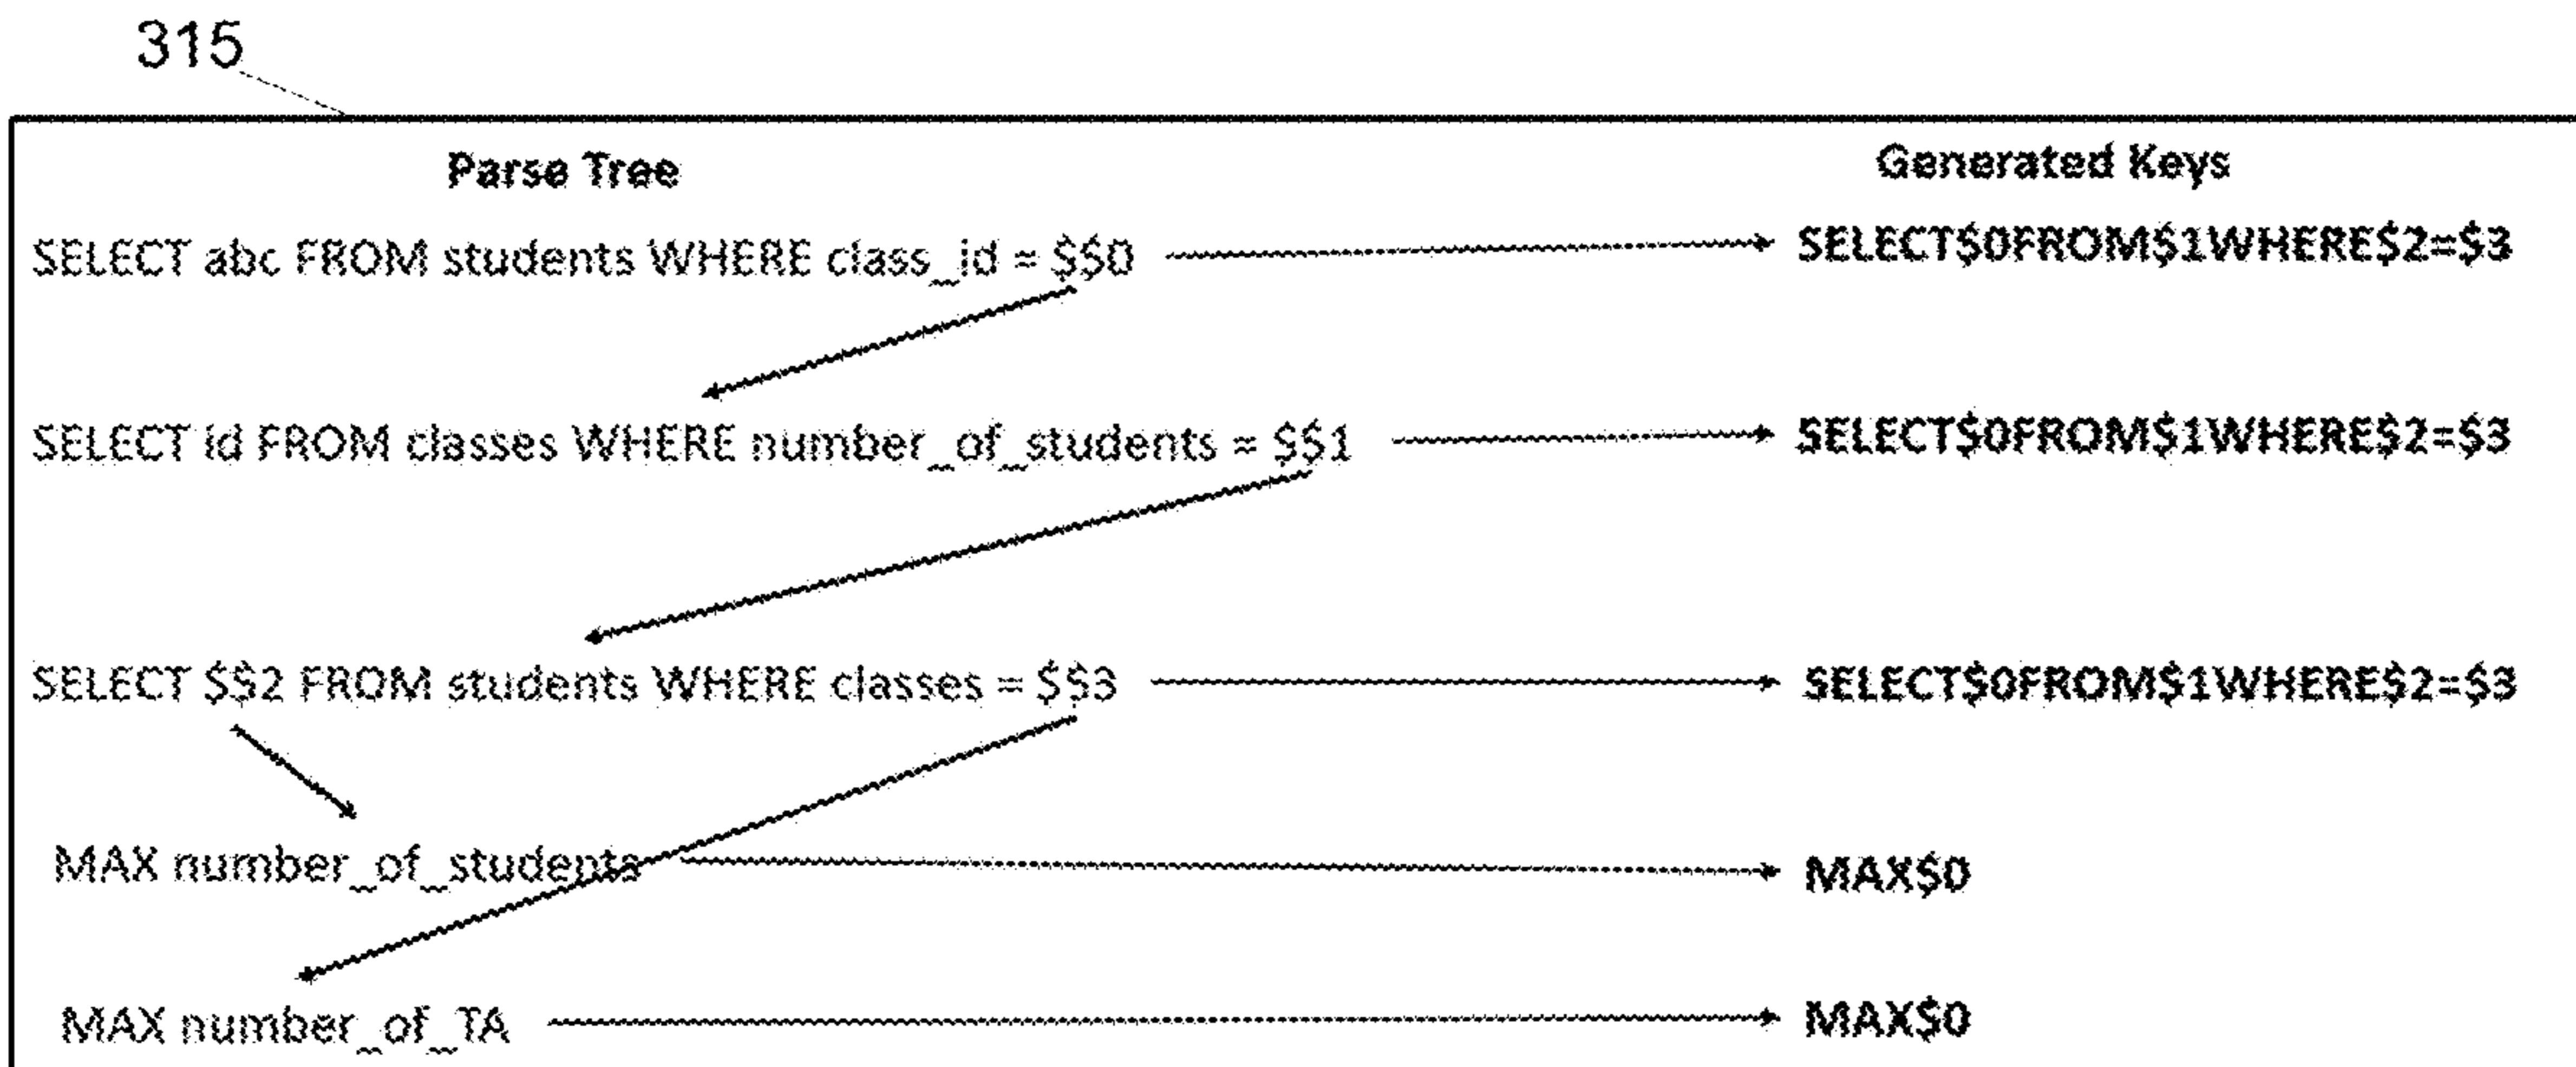 315
Parse Tree Generated Keys
SELECT abc FROM students WHERE class_id = $$0 SELECT$0FROM$1WHERE$2=$3
SELECT id FROM classes WHERE number_of_students = $$1 SELECT$0FROM$1WHERE$2=$3
SELECT $$2 FROM students WHERE classes = $$3 SELECT$0FROM$1WHERE$2=$3
MAX number_of_students MAX$0
MAX number_of_TA MAX$0